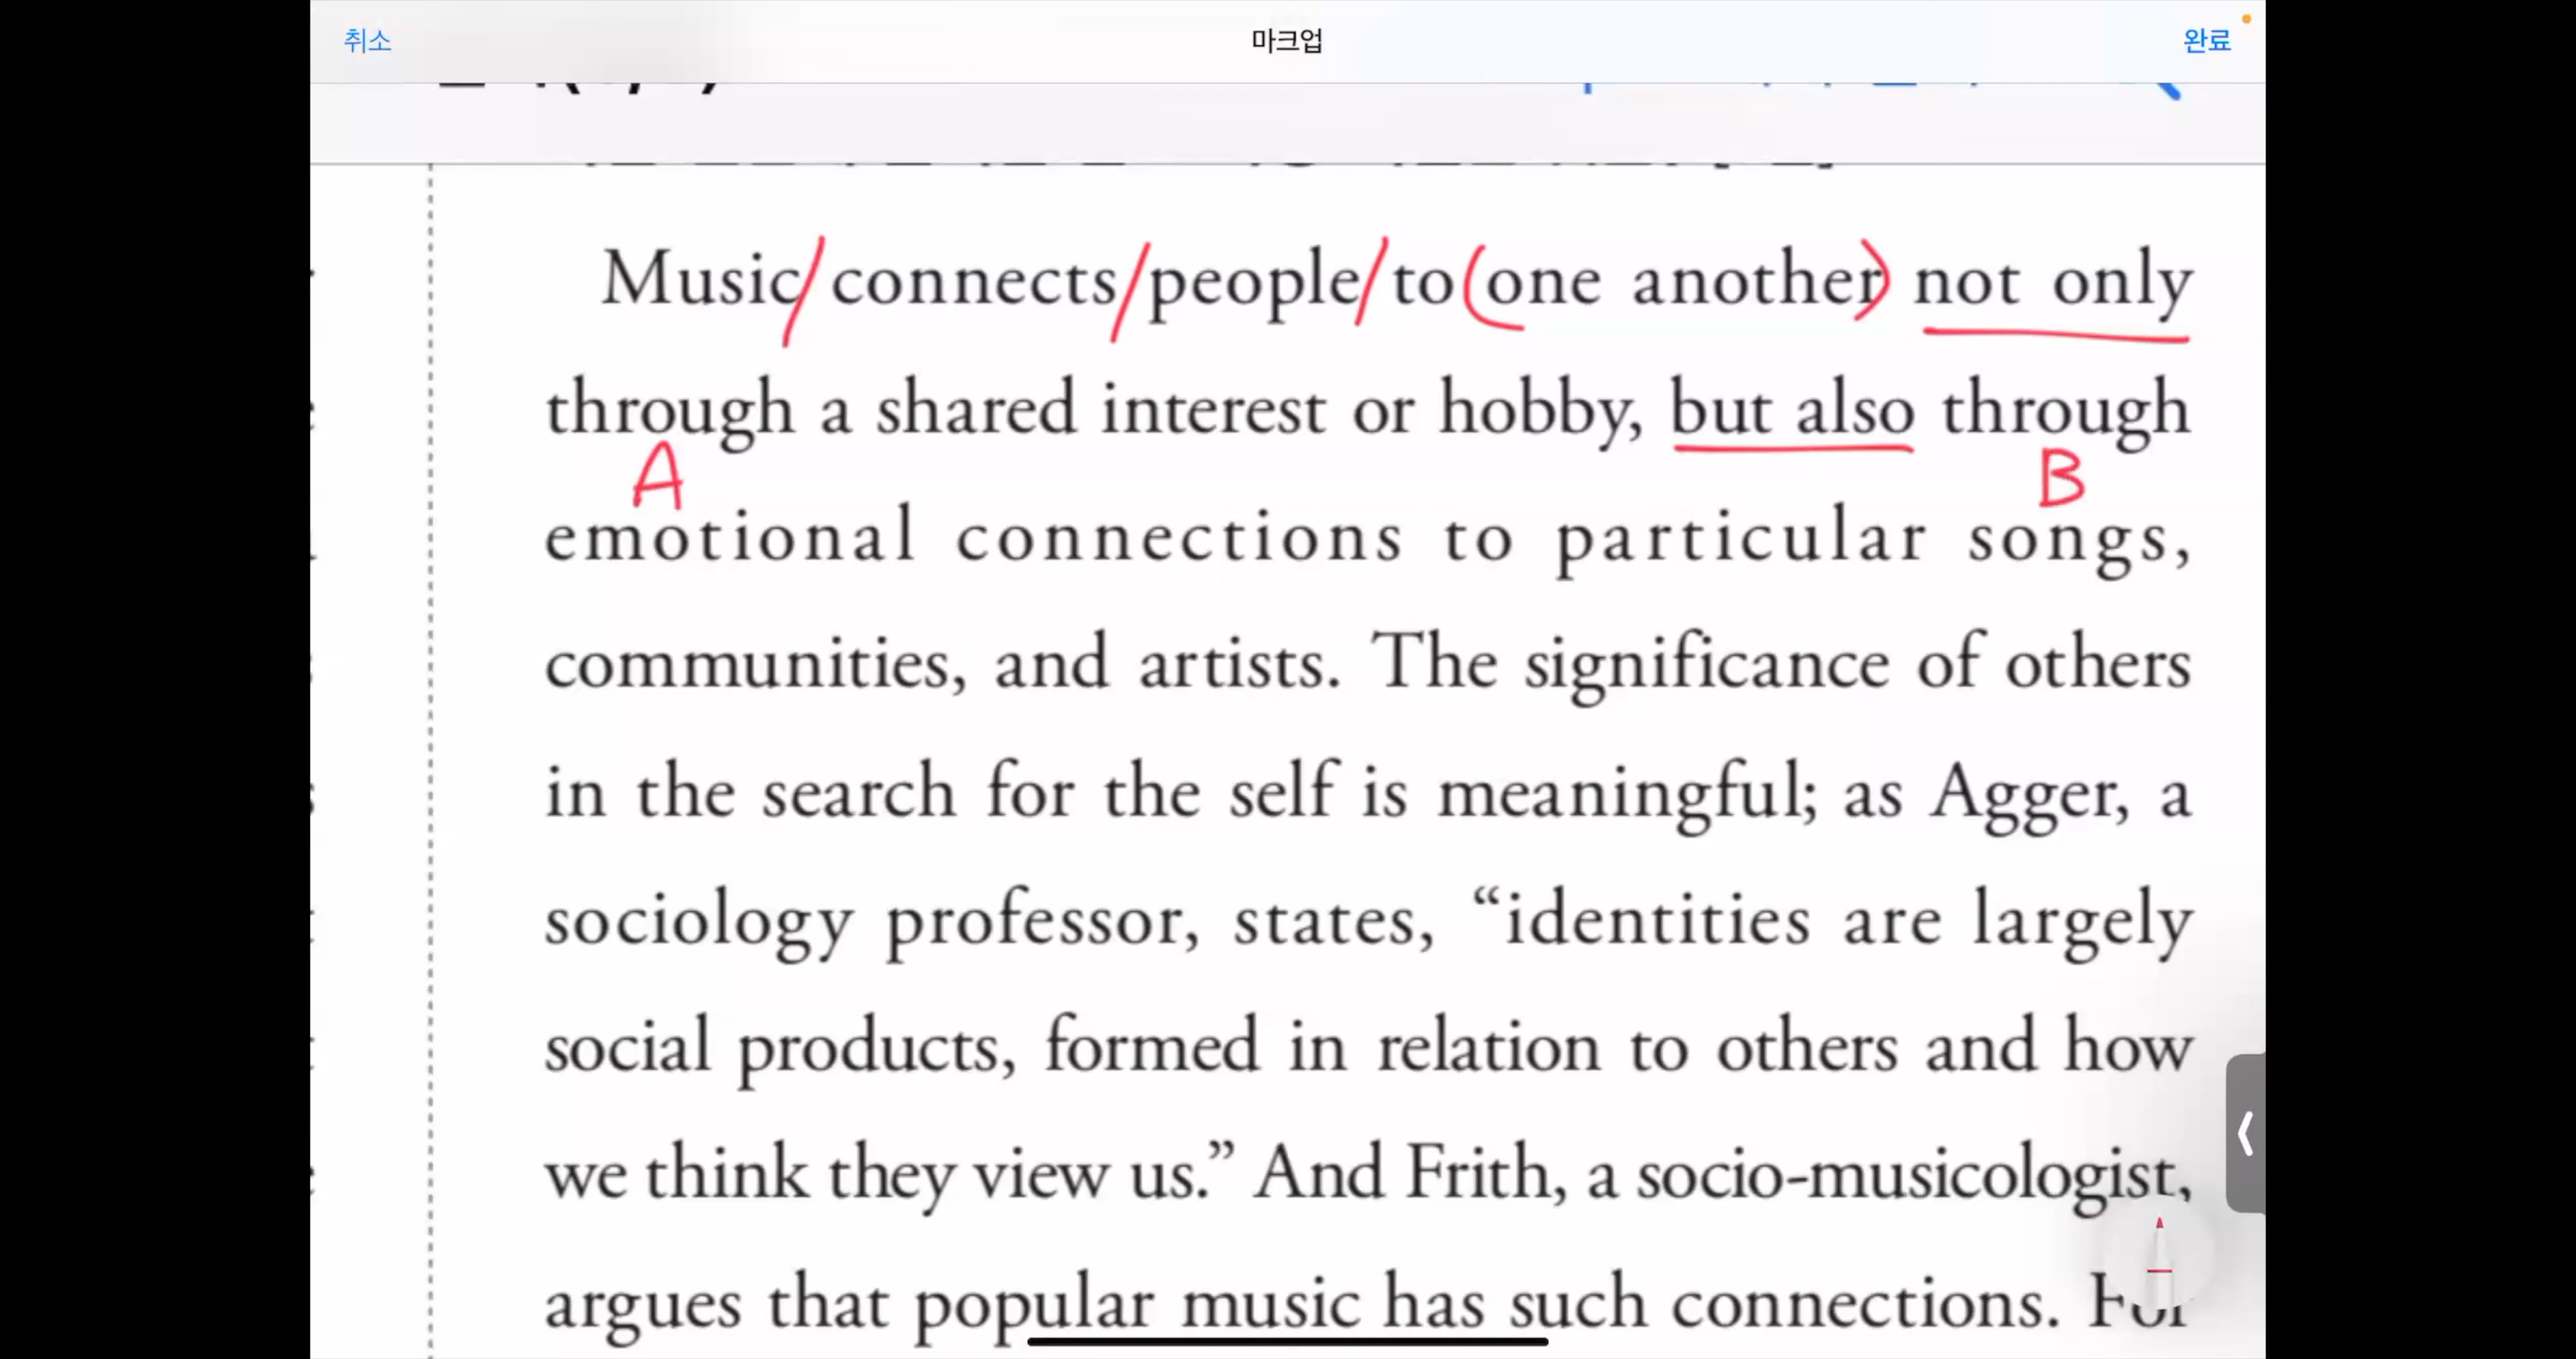 취소 마크업 완료
Music connects people to one another not only
through a shared interest or hobby, but also through
A B
emotional connections to particular songs,
communities, and artists. The significance of others
in the search for the self is meaningful; as Agger, a
sociology professor, states, “identities are largely
social products, formed in relation to others and how
we think they view us.” And Frith, a socio-musicologist,
argues that popular music has such connections. For